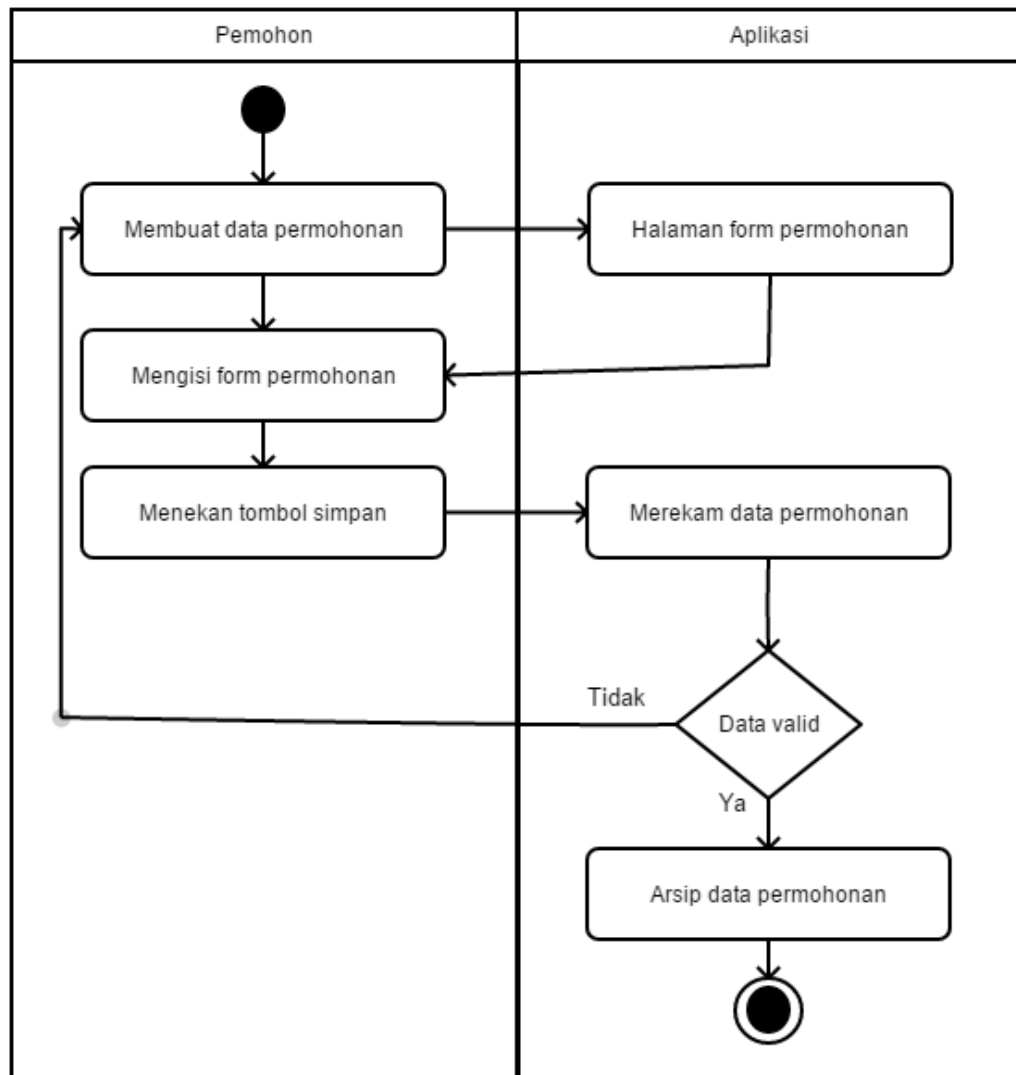 Pemohon
Aplikasi
Membuat data permohonan
Halaman form permohonan
Mengisi form permohonan
Menekan tombol simpan
Merekam data permohonan
Tidak
Data valid
Ya
Arsip data permohonan